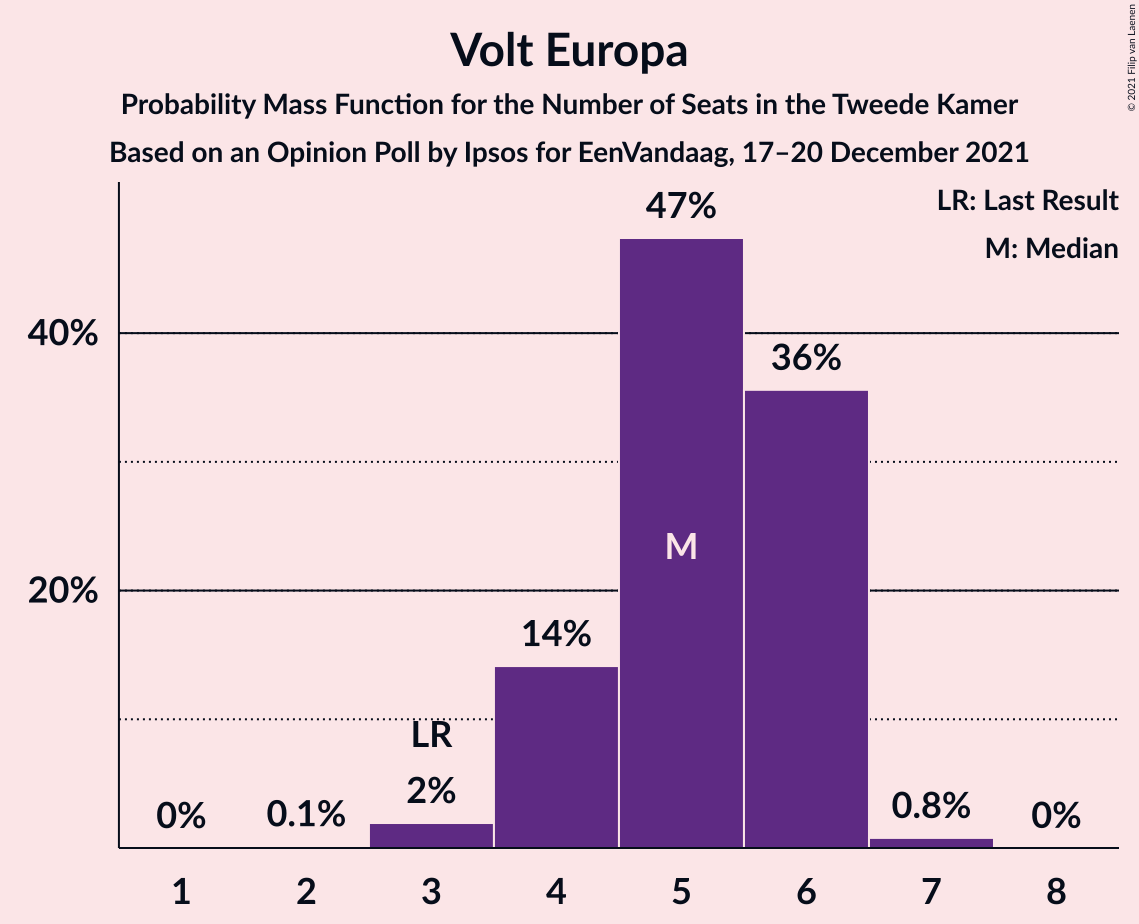 Volt Europa
Probability Mass Function for the Number of Seats in the Tweede Kamer
Based on an Opinion Poll by Ipsos for EenVandaag, 17–20 December 2021
© 2021 Filip van Laenen
LR: Last Result
M: Median
40%
20%
0%
0.1%
LR
2%
14%
47%
M
36%
0.8%
0%
1 2 3 4 5 6 7 8